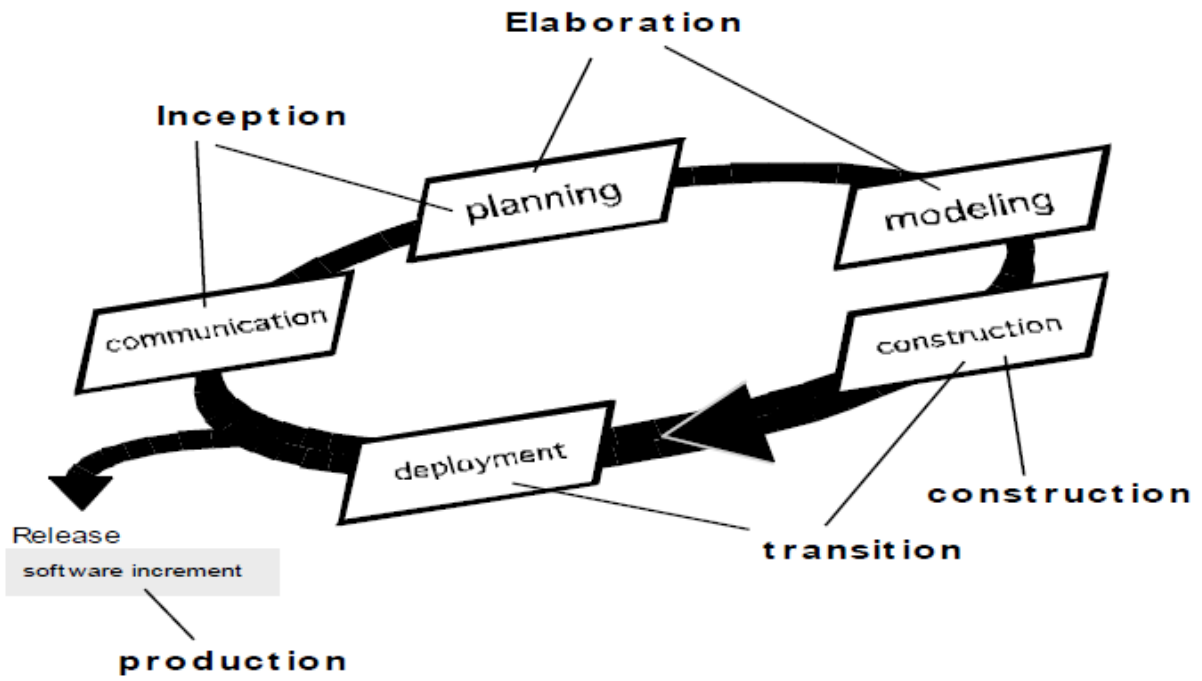 Elaboration
Inception
planning
modeling
communication
construction
deployment
construction
Release
transition
software increment
production